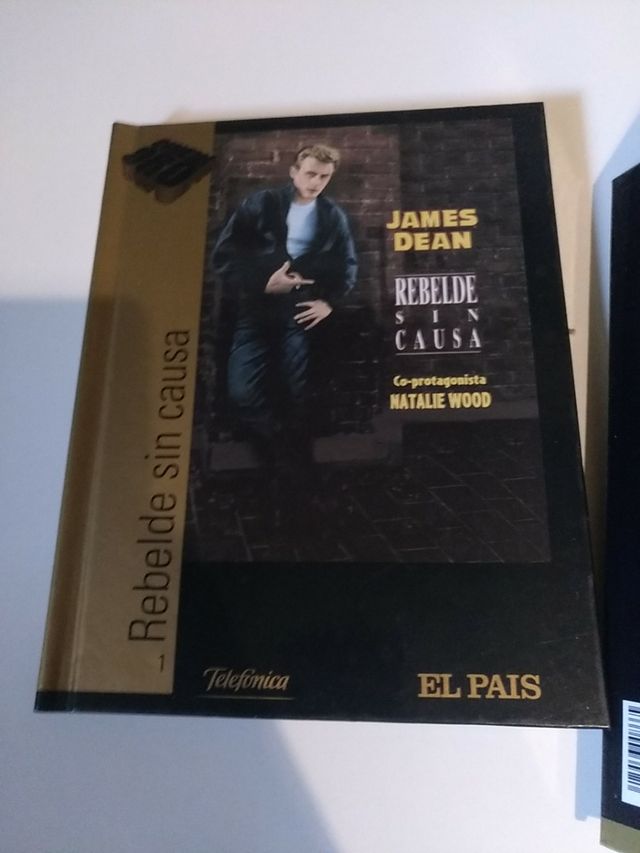 JAMES
DEAN
REBELDE
SIN
CAUSA
Co-protagonista
NATALIE WOOD
Rebelde sin causa
1
Telefónica
EL PAIS